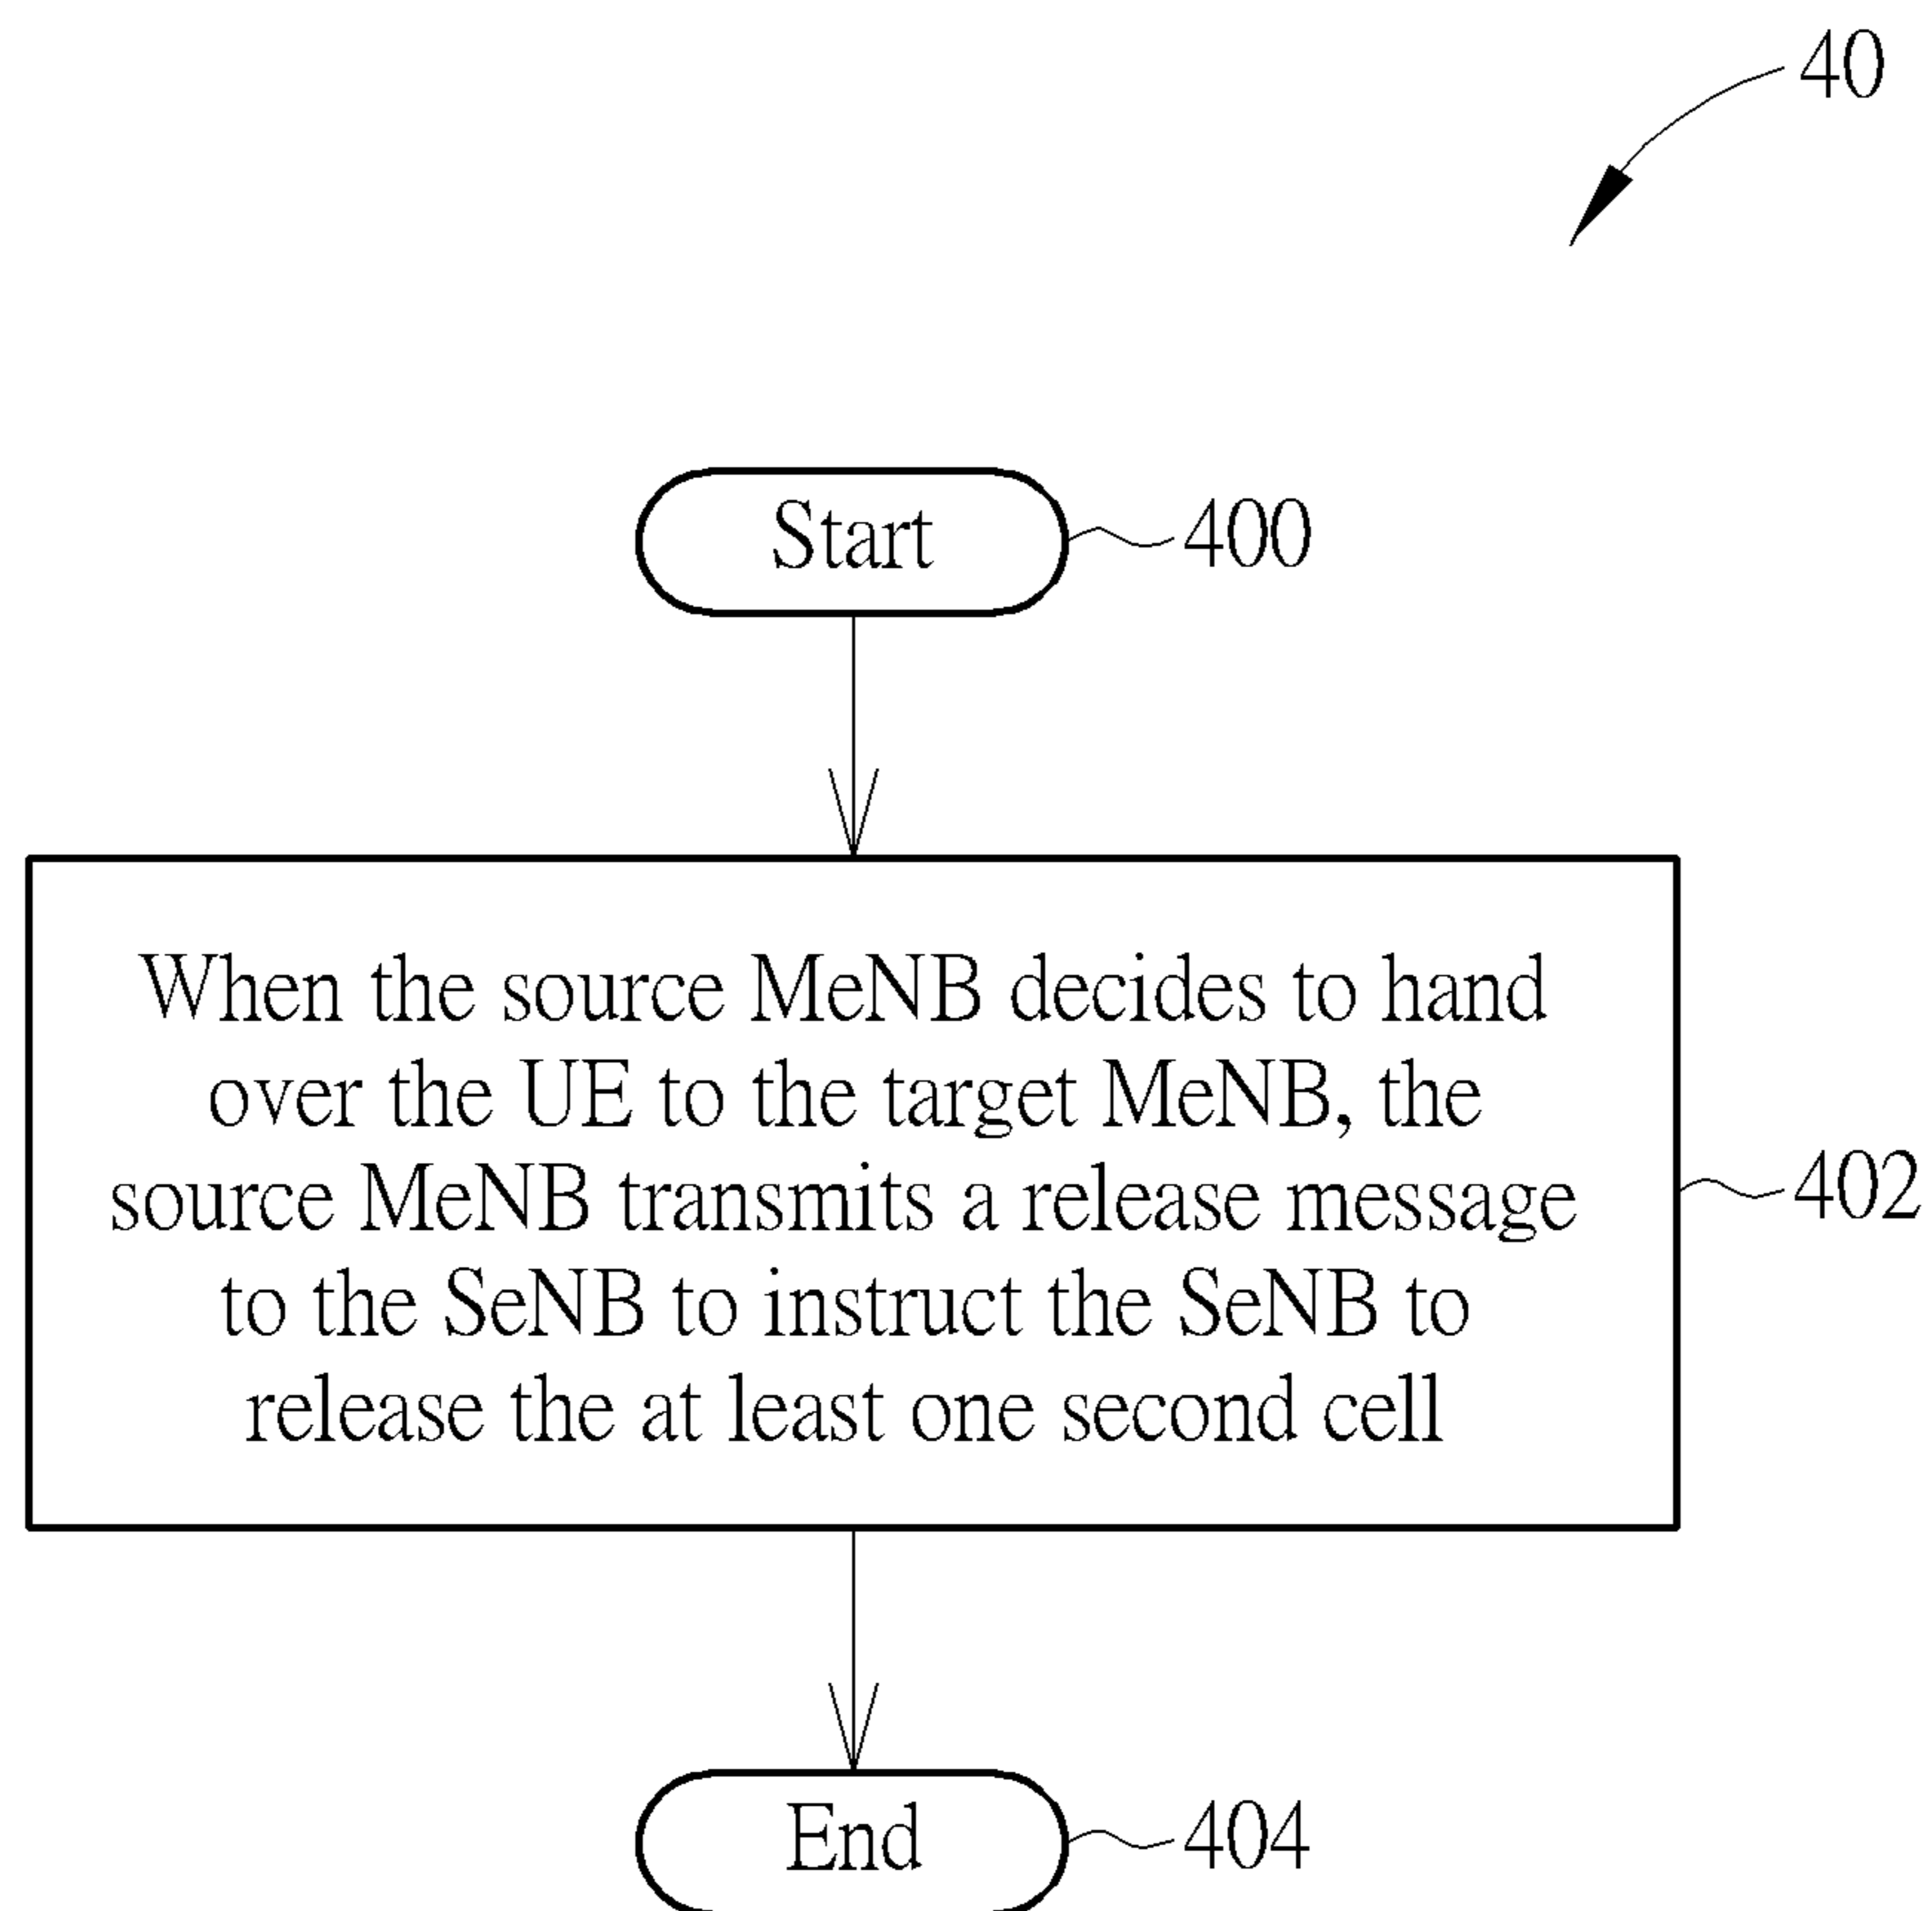 40
Start
400
When the source MeNB decides to hand
over the UE to the target MeNB, the
source MeNB transmits a release message
to the SeNB to instruct the SeNB to
release the at least one second cell
402
End
404